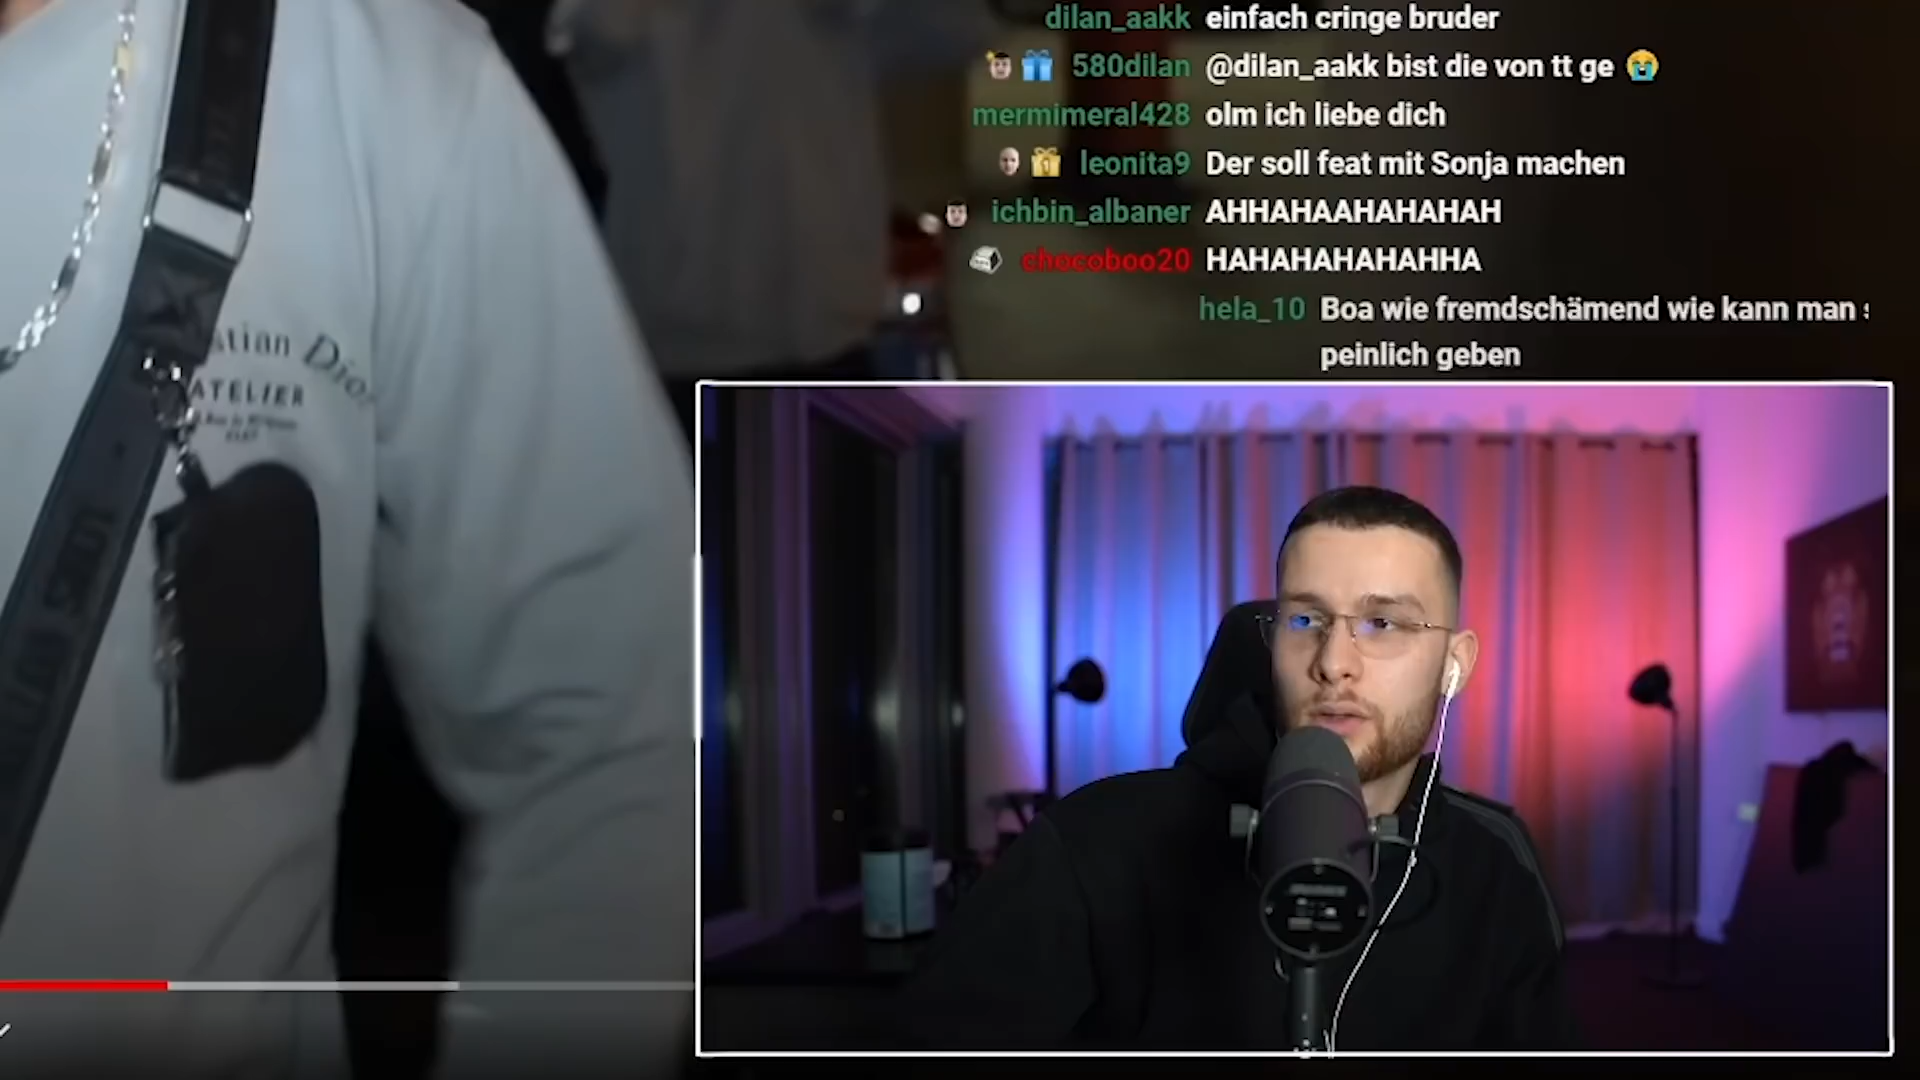 dilan_aakk einfach cringe bruder
580dilan @dilan_aakk bist die von tt ge 😭
mermimeral428 olm ich liebe dich
leonita9 Der soll feat mit Sonja machen
ichbin_albaner AHHAHAAHAHAHAH
chocoboo20 HAHAHAHAHAHHA
hela_10 Boa wie fremdschämend wie kann man
peinlich geben
stian Dior
ATELIER